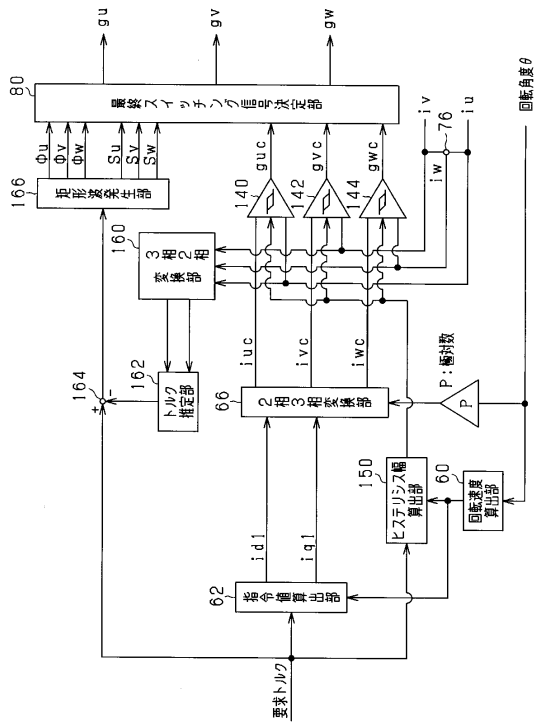 gu
gv
gw
80
最終スイッチング信号決定部
Φu
Φv
Φw
Su
Sv
Sw
166
矩形波発生部
guc
gvc
gwc
140
142
144
iv
iw
76
iu
回転角度θ
160
3相2相
変換部
164
+
-
162
トルク
推定部
iuc
ivc
iwc
66
2相3相変換部
P
P:極対数
id1
iq1
150
ヒステリシス幅
算出部
60
回転速度
算出部
62
指令値算出部
要求トルク